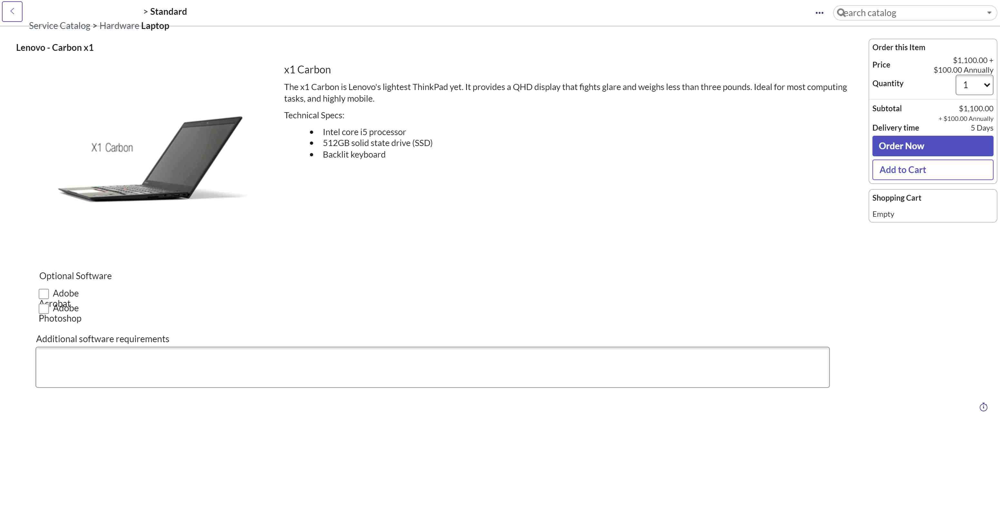 > Standard
Service Catalog > Hardware Laptop
earch catalog
Lenovo - Carbon x1
X1 Carbon
x1 Carbon
The x1 Carbon is Lenovo's lightest ThinkPad yet. It provides a QHD display that fights glare and weighs less than three pounds. Ideal for most computing
tasks, and highly mobile.
Technical Specs:
• Intel core i5 processor
• 512GB solid state drive (SSD)
• Backlit keyboard
Order this Item
Price
$1,100.00 +
$100.00 Annually
Quantity
1
Subtotal
$1,100.00
+ $100.00 Annually
Delivery time
5 Days
Order Now
Add to Cart
Shopping Cart
Empty
Optional Software
Adobe
Acrobat
Adobe
Photoshop
Additional software requirements